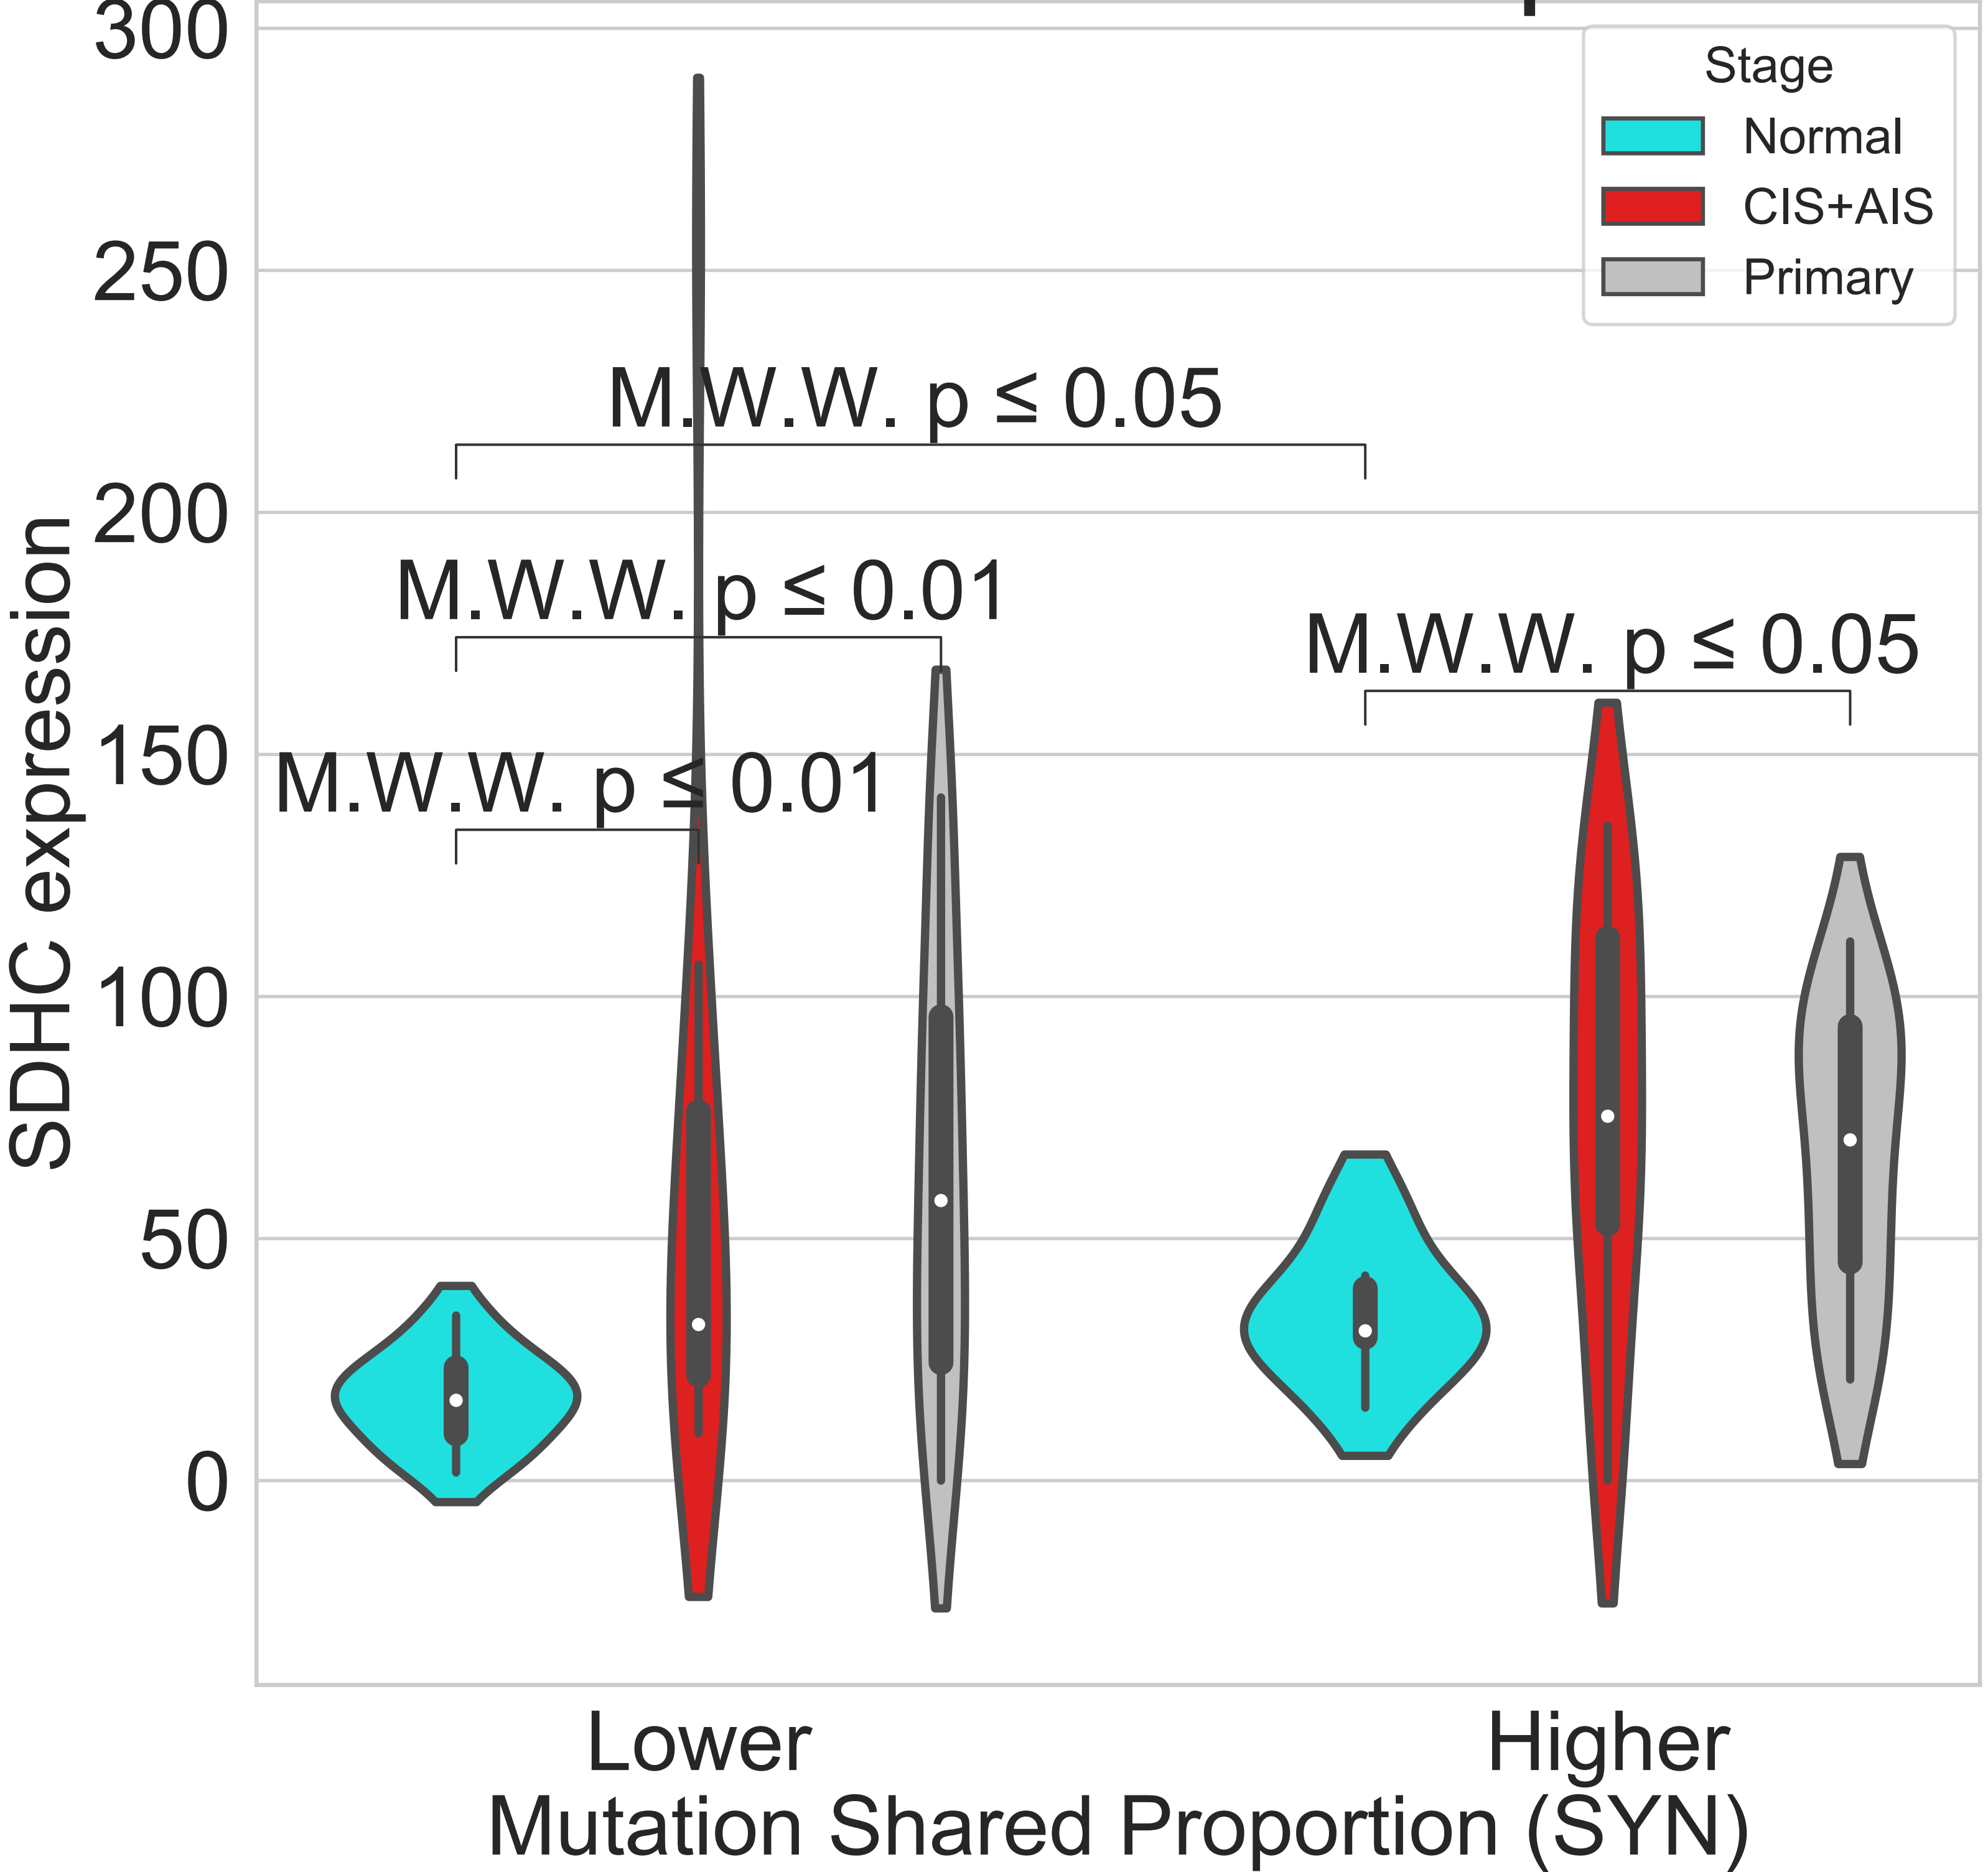 300
250
200
150
100
50
0
SDHC expression
Stage
Normal
CIS+AIS
Primary
M.W.W. p ≤ 0.05
M.W.W. p ≤ 0.01
M.W.W. p ≤ 0.05
M.W.W. p ≤ 0.01
Lower
Higher
Mutation Shared Proportion (SYN)